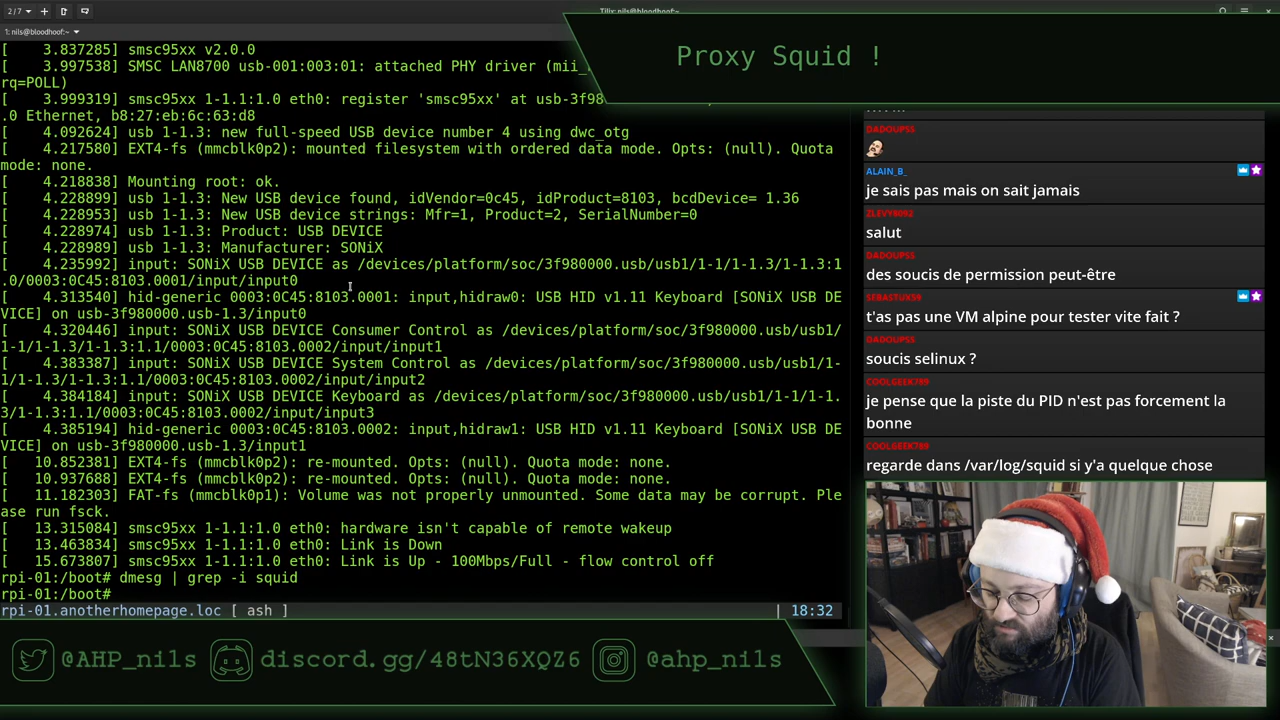 2/7
Tilix: nils@bloodhoof:~
1: nils@bloodhoof:~
Proxy Squid !
[    3.837285] smsc95xx v2.0.0
[    3.997538] SMSC LAN8700 usb-001:003:01: attached PHY driver (mii_
rq=POLL)
[    3.999319] smsc95xx 1-1.1:1.0 eth0: register 'smsc95xx' at usb-3f98
.0 Ethernet, b8:27:eb:6c:63:d8
[    4.092624] usb 1-1.3: new full-speed USB device number 4 using dwc_otg
[    4.217580] EXT4-fs (mmcblk0p2): mounted filesystem with ordered data mode. Opts: (null). Quota
mode: none.
[    4.218838] Mounting root: ok.
[    4.228899] usb 1-1.3: New USB device found, idVendor=0c45, idProduct=8103, bcdDevice= 1.36
[    4.228953] usb 1-1.3: New USB device strings: Mfr=1, Product=2, SerialNumber=0
[    4.228974] usb 1-1.3: Product: USB DEVICE
[    4.228989] usb 1-1.3: Manufacturer: SONiX
[    4.235992] input: SONiX USB DEVICE as /devices/platform/soc/3f980000.usb/usb1/1-1/1-1.3/1-1.3:1
.0/0003:0C45:8103.0001/input/input0
[    4.313540] hid-generic 0003:0C45:8103.0001: input,hidraw0: USB HID v1.11 Keyboard [SONiX USB DE
VICE] on usb-3f980000.usb-1.3/input0
[    4.320446] input: SONiX USB DEVICE Consumer Control as /devices/platform/soc/3f980000.usb/usb1/
1-1/1-1.3/1-1.3:1.1/0003:0C45:8103.0002/input/input1
[    4.383387] input: SONiX USB DEVICE System Control as /devices/platform/soc/3f980000.usb/usb1/1-
1/1-1.3/1-1.3:1.1/0003:0C45:8103.0002/input/input2
[    4.384184] input: SONiX USB DEVICE Keyboard as /devices/platform/soc/3f980000.usb/usb1/1-1/1-1.
3/1-1.3:1.1/0003:0C45:8103.0002/input/input3
[    4.385194] hid-generic 0003:0C45:8103.0002: input,hidraw1: USB HID v1.11 Keyboard [SONiX USB DE
VICE] on usb-3f980000.usb-1.3/input1
[   10.852381] EXT4-fs (mmcblk0p2): re-mounted. Opts: (null). Quota mode: none.
[   10.937688] EXT4-fs (mmcblk0p2): re-mounted. Opts: (null). Quota mode: none.
[   11.182303] FAT-fs (mmcblk0p1): Volume was not properly unmounted. Some data may be corrupt. Ple
ase run fsck.
[   13.315084] smsc95xx 1-1.1:1.0 eth0: hardware isn't capable of remote wakeup
[   13.463834] smsc95xx 1-1.1:1.0 eth0: Link is Down
[   15.673807] smsc95xx 1-1.1:1.0 eth0: Link is Up - 100Mbps/Full - flow control off
rpi-01:/boot# dmesg | grep -i squid
rpi-01:/boot#
rpi-01.anotherhomepage.loc [ ash ] | 18:32
DADOUPSS
ALAIN_B_
je sais pas mais on sait jamais
ZLEVY8092
salut
DADOUPSS
des soucis de permission peut-être
SEBASTUX59
t'as pas une VM alpine pour tester vite fait ?
DADOUPSS
soucis selinux ?
COOLGEEK789
je pense que la piste du PID n'est pas forcement la
bonne
COOLGEEK789
regarde dans /var/log/squid si y'a quelque chose
@AHP_nils discord.gg/48tN36XQZ6 @ahp_nils